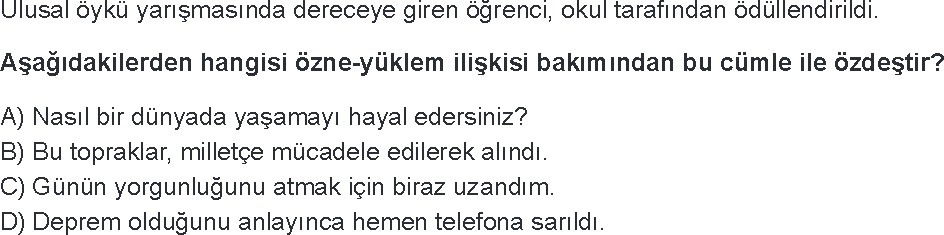 Ulusal öykü yarışmasında dereceye giren öğrenci, okul tarafından ödüllendirildi.
Aşağıdakilerden hangisi özne-yüklem ilişkisi bakımından bu cümle ile özdeştir?
A) Nasıl bir dünyada yaşamayı hayal edersiniz?
B) Bu topraklar, milletçe mücadele edilerek alındı.
C) Günün yorgunluğunu atmak için biraz uzandım.
D) Deprem olduğunu anlayınca hemen telefona sarıldı.